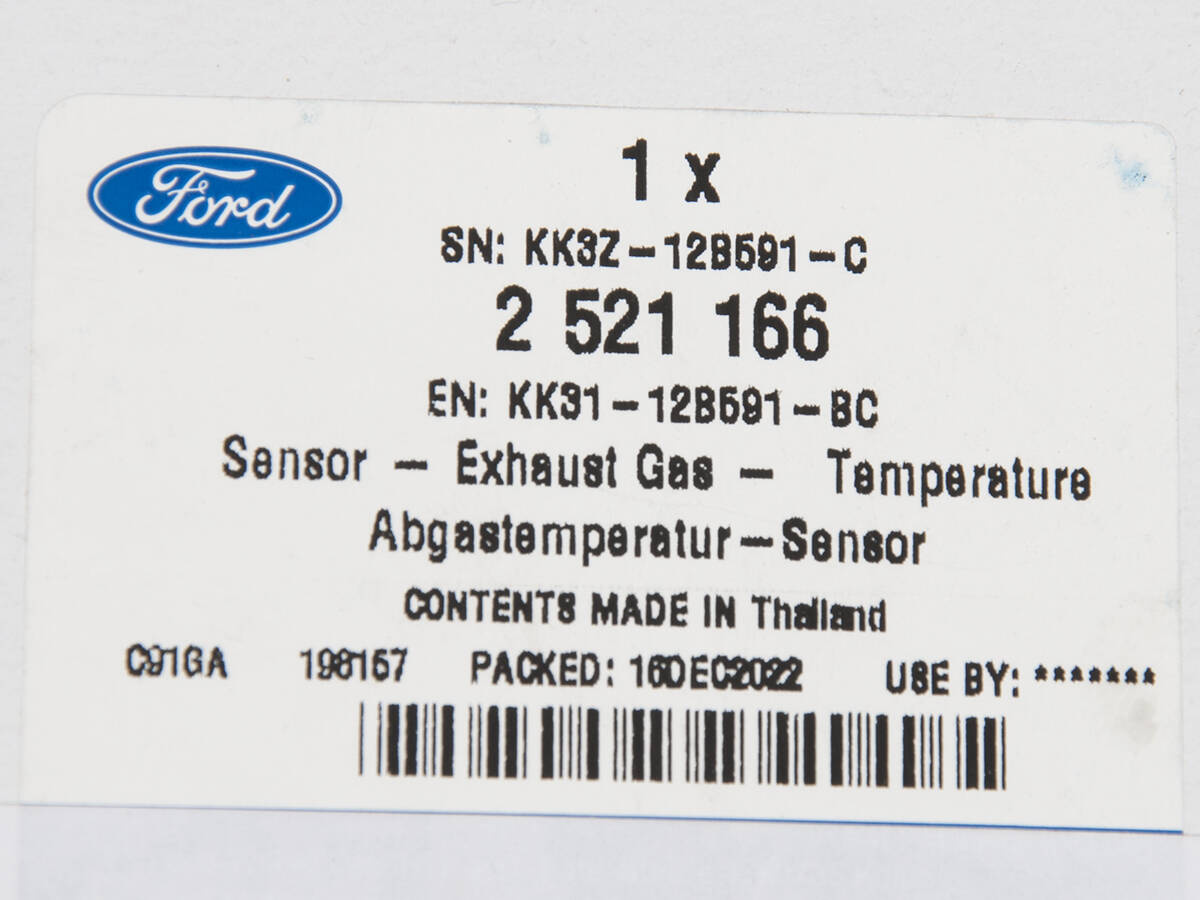 Ford
1 x
SN: KK3Z-12B591-C
2 521 166
EN: KK31-12B591-BC
Sensor - Exhaust Gas - Temperature
Abgastemperatur-Sensor
CONTENTS MADE IN Thailand
C91GA 198157 PACKED: 16DEC2022 USE BY: *******